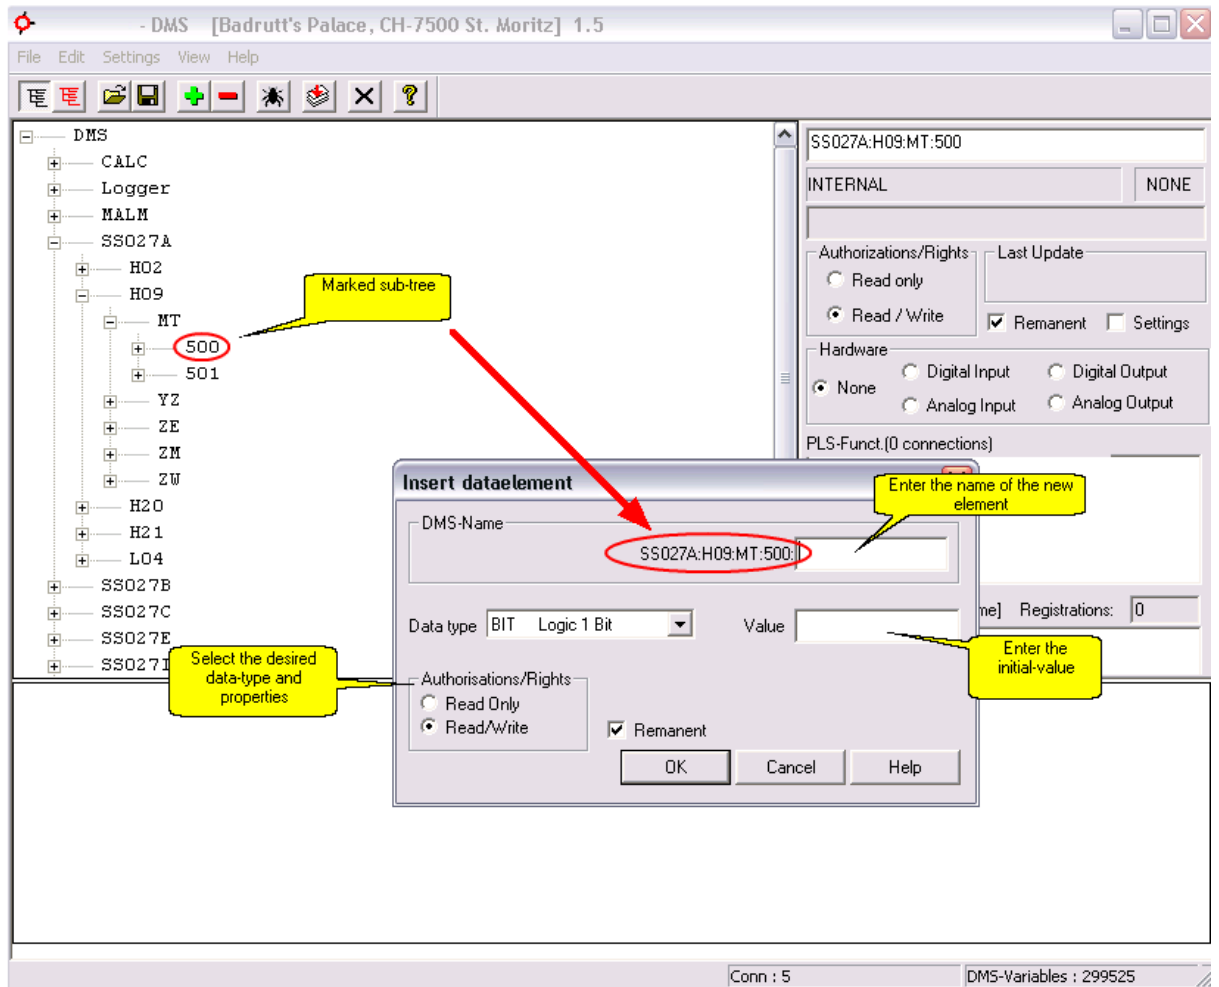 - DMS [Badrutt's Palace, CH-7500 St. Moritz] 1.5
File Edit Settings View Help
DMS
CALC
Logger
MALM
SS027A
H02
H09
MT
500
501
YZ
ZE
ZM
ZW
H20
H21
L04
SS027B
SS027C
SS027E
Marked sub-tree
SS027A:H09:MT:500
INTERNAL NONE
Authorizations/Rights
Read only
Read / Write
Last Update
Remanent Settings
Hardware
None
Digital Input Digital Output
Analog Input Analog Output
PLS-Funct.(0 connections)
Registrations: 0
Insert dataelement
Enter the name of the new
element
DMS-Name
SS027A:H09:MT:500:
Data type BIT Logic 1 Bit Value
Enter the
initial-value
Select the desired
data-type and
properties
Authorisations/Rights
Read Only
Read/Write
Remanent
OK Cancel Help
Conn : 5 DMS-Variables : 299525